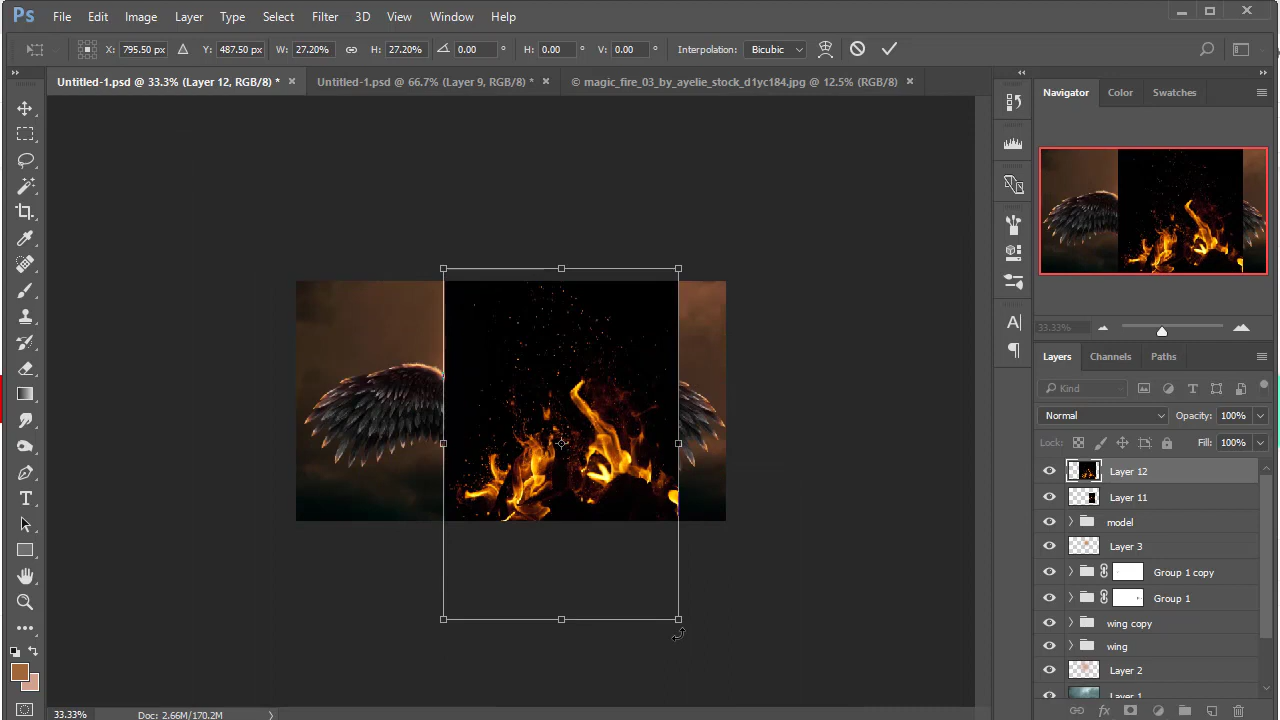 Ps File Edit Image Layer Type Select Filter 3D View Window Help
X: 795.50 px Y: 487.50 px W: 27.20% H: 27.20% 0.00 ° H: 0.00 ° V: 0.00 ° Interpolation: Bicubic
Untitled-1.psd @ 33.3% (Layer 12, RGB/8) * × Untitled-1.psd @ 66.7% (Layer 9, RGB/8) * × © magic_fire_03_by_ayelie_stock_d1yc184.jpg @ 12.5% (RGB/8) ×
Navigator Color Swatches
33.33%
Layers Channels Paths
Kind
Normal Opacity: 100%
Lock: Fill: 100%
Layer 12
Layer 11
model
Layer 3
Group 1 copy
Group 1
wing copy
wing
Layer 2
Layer 1
33.33% Doc: 2.66M/170.2M